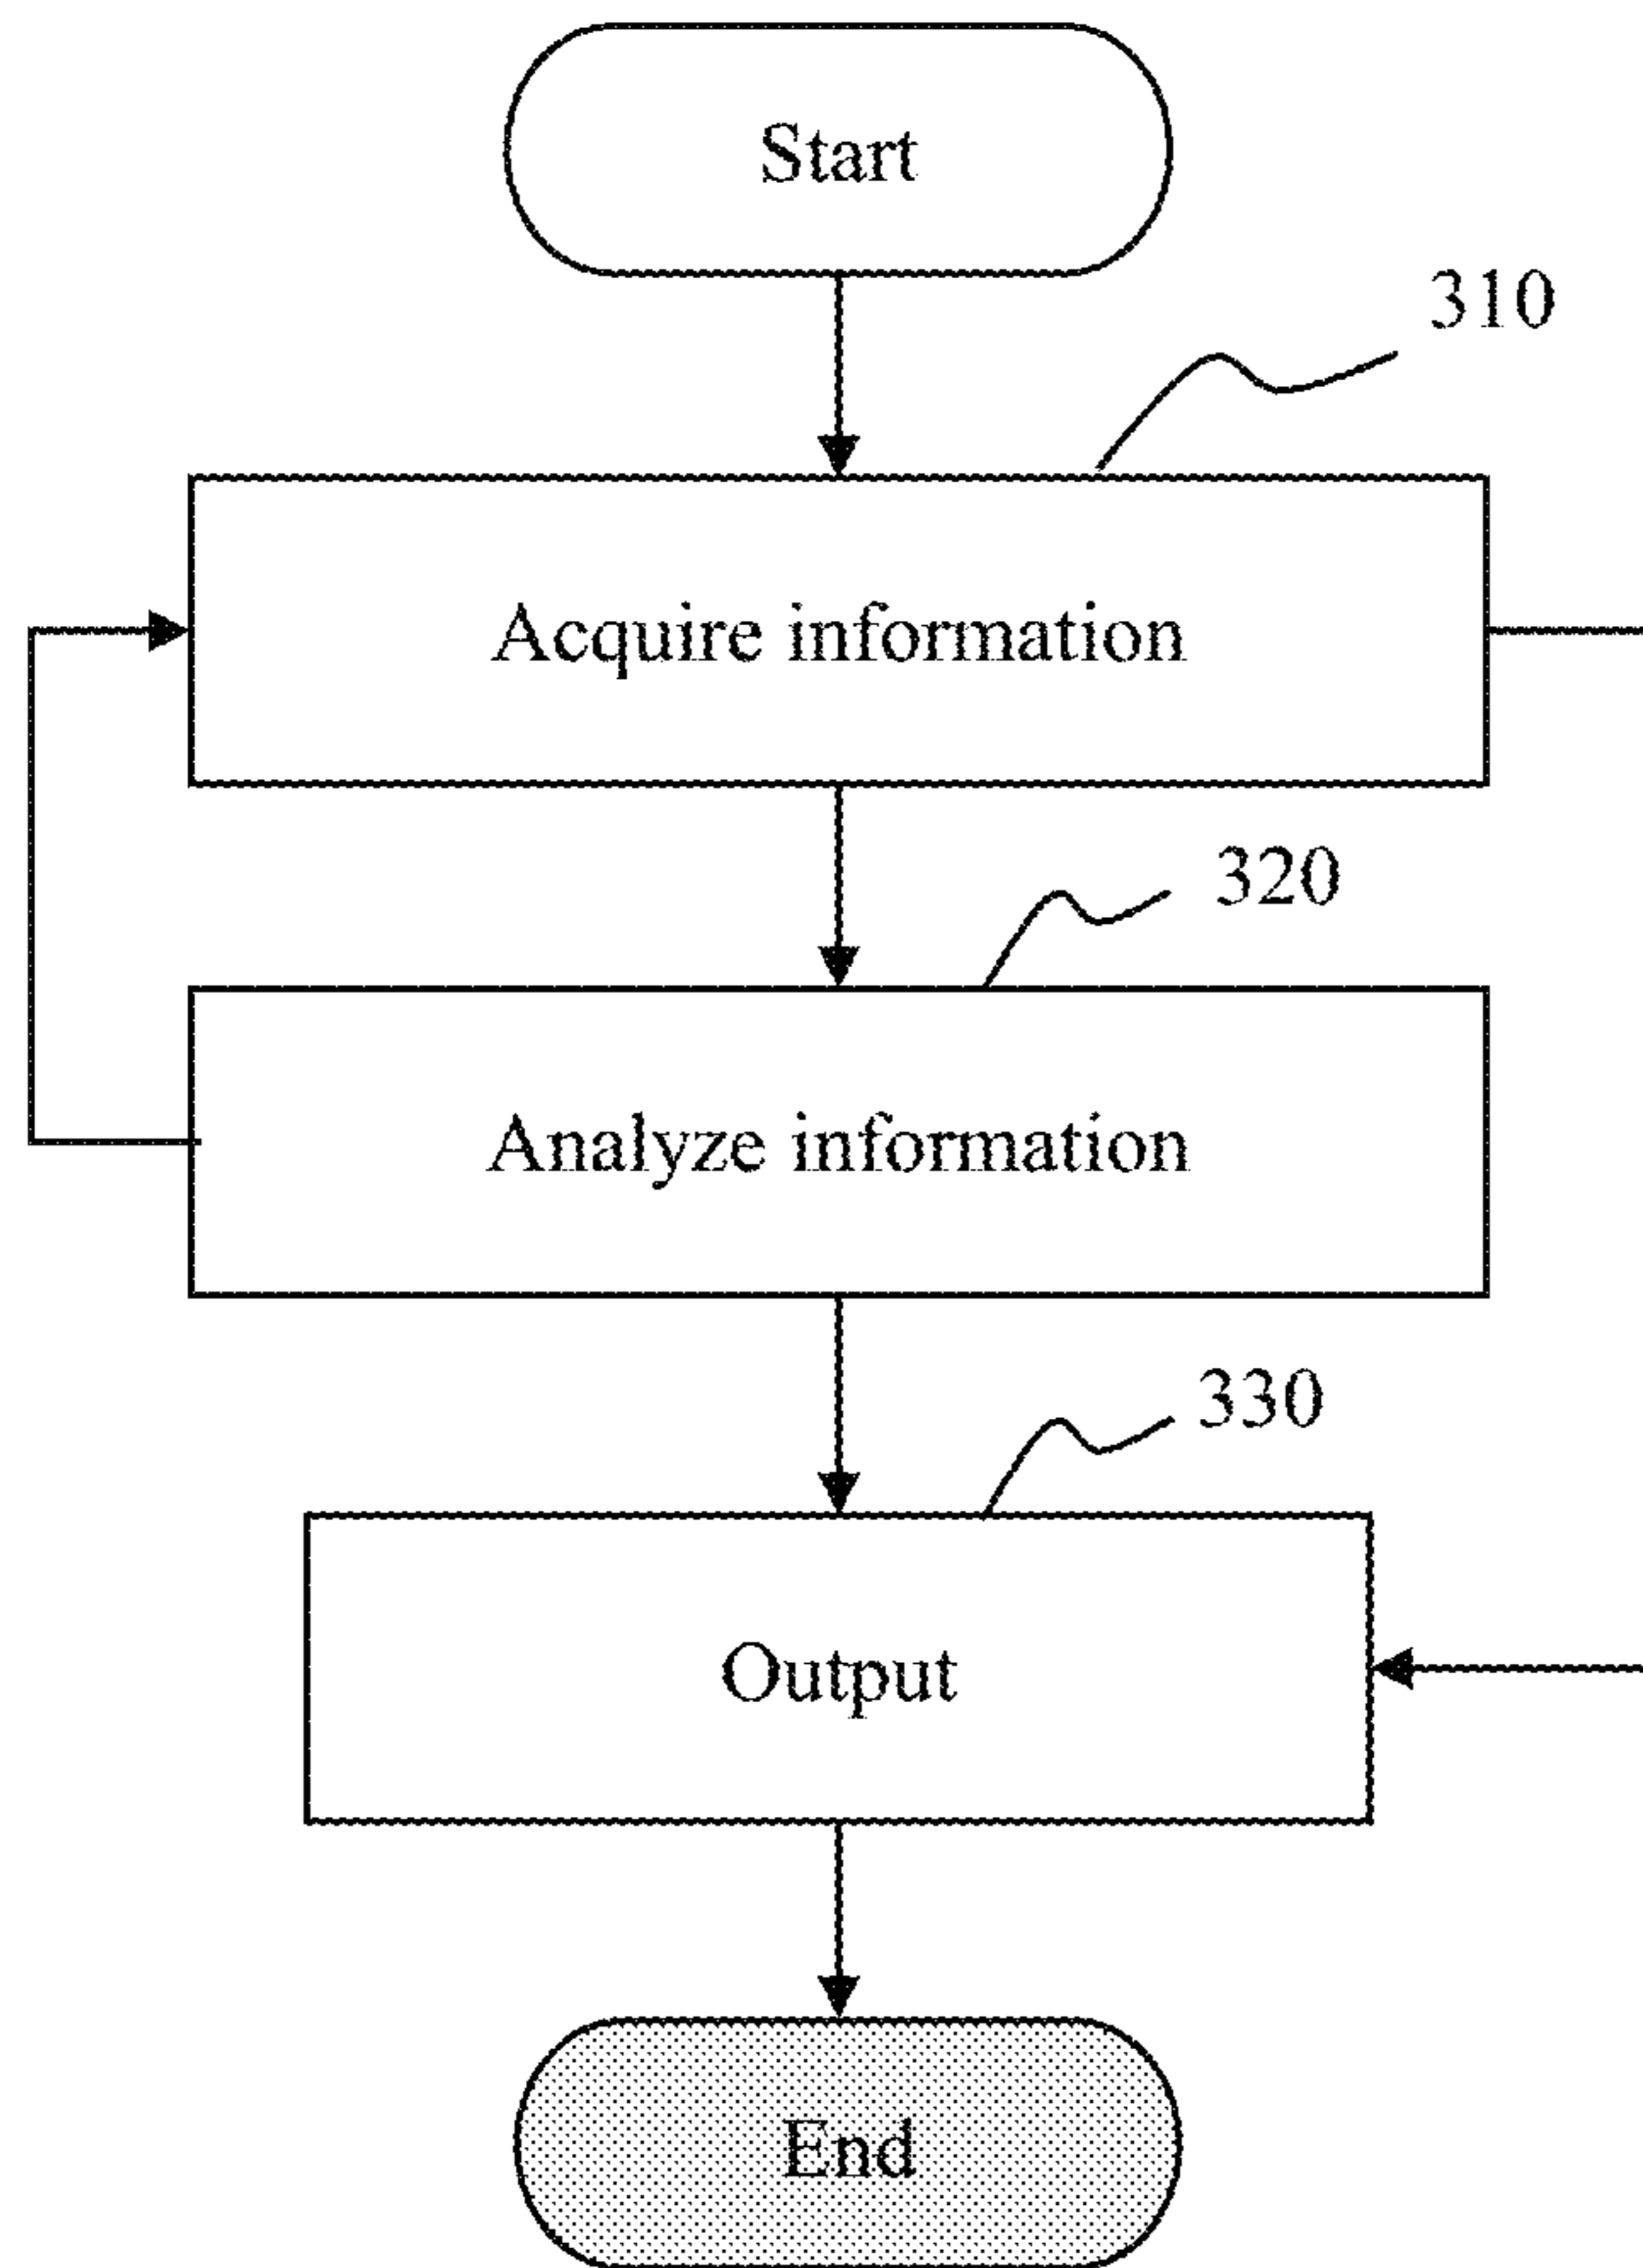 Start
310
Acquire information
320
Analyze information
330
Output
End